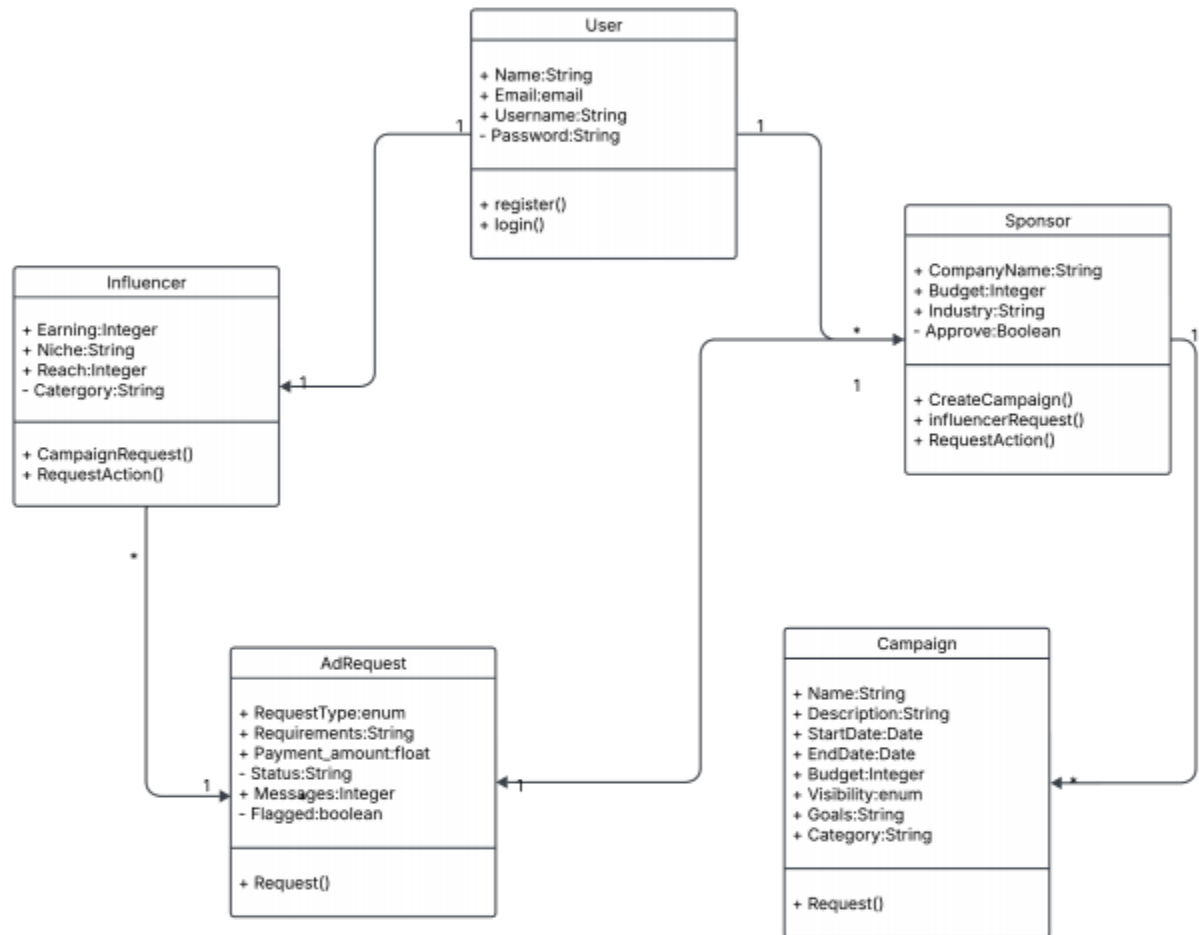 User
+ Name:String
+ Email:email
+ Username:String
- Password:String
+ register()
+ login()
1
1
Sponsor
+ CompanyName:String
+ Budget:Integer
+ Industry:String
- Approve:Boolean
+ CreateCampaign()
+ influencerRequest()
+ RequestAction()
*
1
1
Influencer
+ Earning:Integer
+ Niche:String
+ Reach:Integer
- Catergory:String
+ CampaignRequest()
+ RequestAction()
1
*
AdRequest
+ RequestType:enum
+ Requirements:String
+ Payment_amount:float
- Status:String
+ Messages:Integer
- Flagged:boolean
+ Request()
1
1
*
Campaign
+ Name:String
+ Description:String
+ StartDate:Date
+ EndDate:Date
+ Budget:Integer
+ Visibility:enum
+ Goals:String
+ Category:String
+ Request()
*